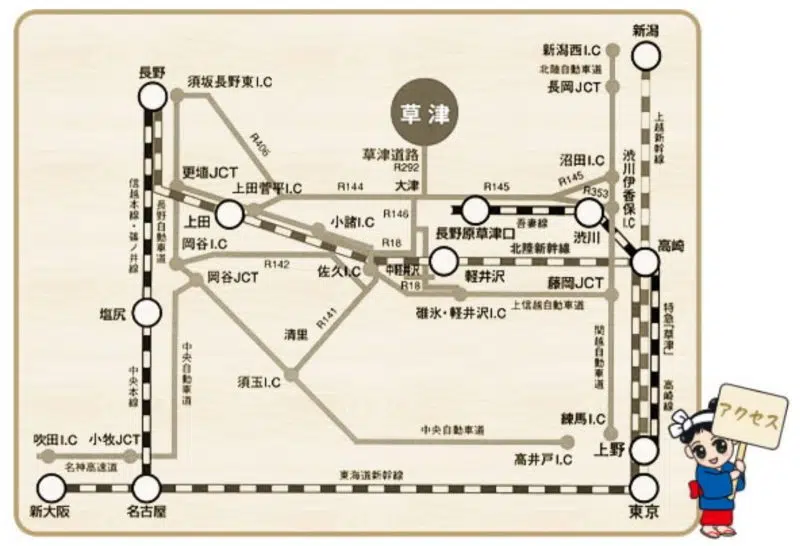 新潟
新潟西I.C
北陸自動車道
長岡JCT
長野
須坂長野東I.C
草津
上越新幹線
R406
草津道路
R292
沼田I.C
渋川伊香保I.C
更埴JCT
上田菅平I.C
R144
大津
R145
R145
R353
信越本線・篠ノ井線
長野自動車道
上田
小諸I.C
R146
長野原草津口
吾妻線
渋川
岡谷I.C
R18
北陸新幹線
高崎
岡谷JCT
R142
佐久I.C
中軽井沢
軽井沢
R18
藤岡JCT
碓氷・軽井沢I.C
上信越自動車道
塩尻
R141
清里
特急「草津」
関越自動車道
中央自動車道
中央本線
須玉I.C
高崎線
アクセス
中央自動車道
練馬I.C
吹田I.C
小牧JCT
高井戸I.C
上野
名神高速道
東海道新幹線
新大阪
名古屋
東京